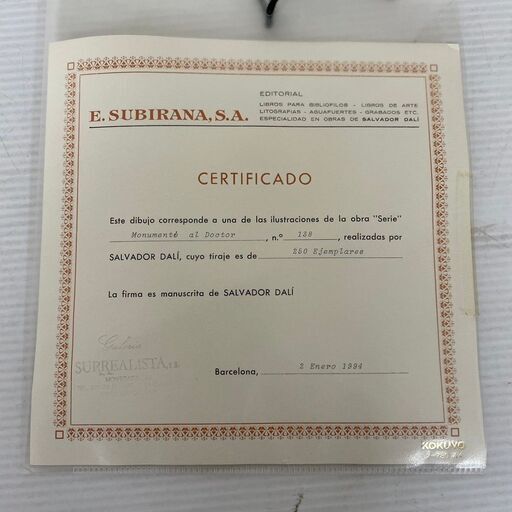 EDITORIAL
LIBROS PARA BIBLIOFILOS - LIBROS DE ARTE
LITOGRAFIAS - AGUAFUERTES - GRABADOS ETC.
E. SUBIRANA, S.A. ESPECIALIDAD EN OBRAS DE SALVADOR DALÍ
CERTIFICADO
Este dibujo corresponde a una de las ilustraciones de la obra "Serie"
Monumentó al Doctor, n.º 128, realizadas por
SALVADOR DALÍ, cuyo tiraje es de 250 Ejemplares
La firma es manuscrita de SALVADOR DALÍ
Galeria
SURREALISTA, S.A.
Barcelona, 2 Enero 1994
KOKUYO